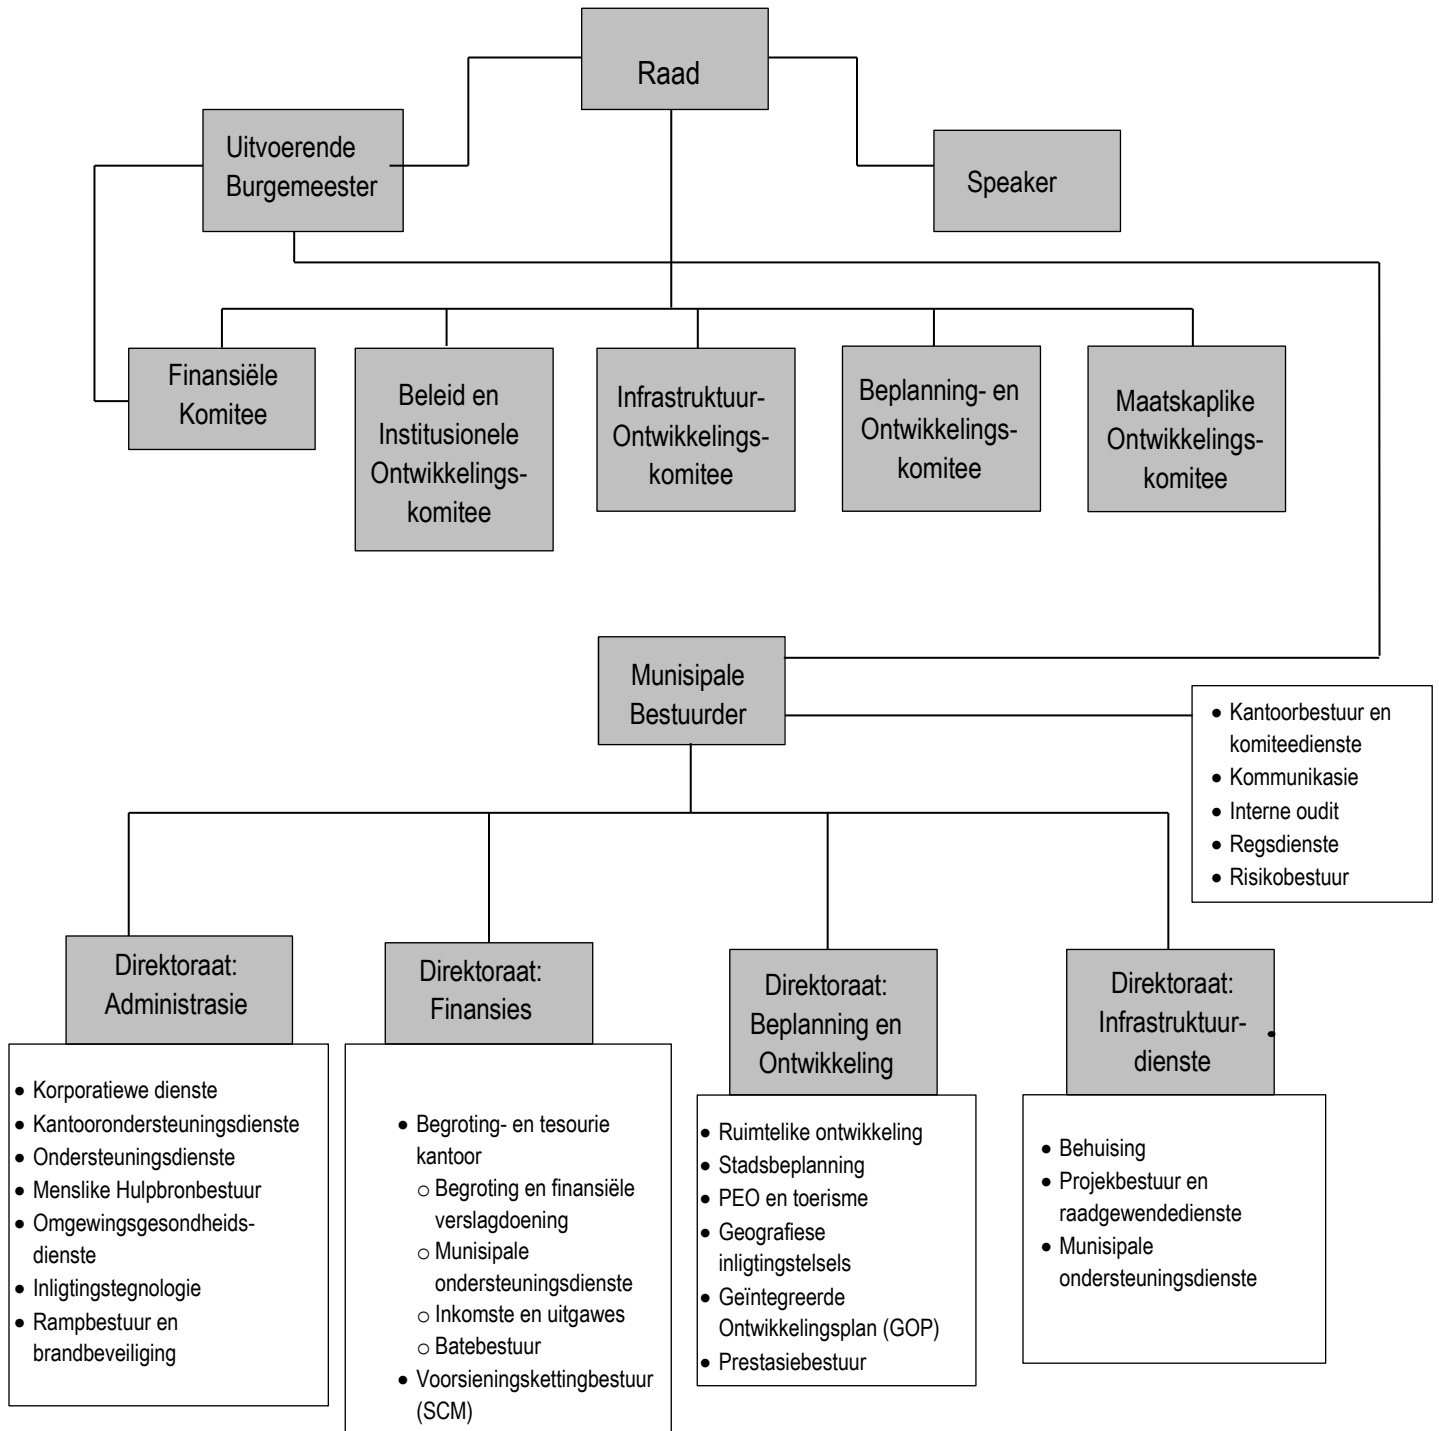 Raad
Uitvoerende
Burgemeester
Speaker
Finansiële
Komitee
Beleid en
Institusionele
Ontwikkelings-
komitee
Infrastruktuur-
Ontwikkelings-
komitee
Beplanning- en
Ontwikkelings-
komitee
Maatskaplike
Ontwikkelings-
komitee
Munisipale
Bestuurder
• Kantoorbestuur en
komiteedienste
• Kommunikasie
• Interne oudit
• Regsdienste
• Risikobestuur
Direktoraat:
Administrasie
• Korporatiewe dienste
• Kantoorondersteuningsdienste
• Ondersteuningsdienste
• Menslike Hulpbronbestuur
• Omgewingsgesondheids-
dienste
• Inligtingstegnologie
• Rampbestuur en
brandbeveiliging
Direktoraat:
Finansies
• Begroting- en tesourie
kantoor
o Begroting en finansiële
verslagdoening
o Munisipale
ondersteuningsdienste
o Inkomste en uitgawes
o Batebestuur
• Voorsieningskettingbestuur
(SCM)
Direktoraat:
Beplanning en
Ontwikkeling
• Ruimtelike ontwikkeling
• Stadsbeplanning
• PEO en toerisme
• Geografiese
inligtingstelsels
• Geïntegreerde
Ontwikkelingsplan (GOP)
• Prestasiebestuur
Direktoraat:
Infrastruktuur-
dienste
• Behuising
• Projekbestuur en
raadgewendedienste
• Munisipale
ondersteuningsdienste